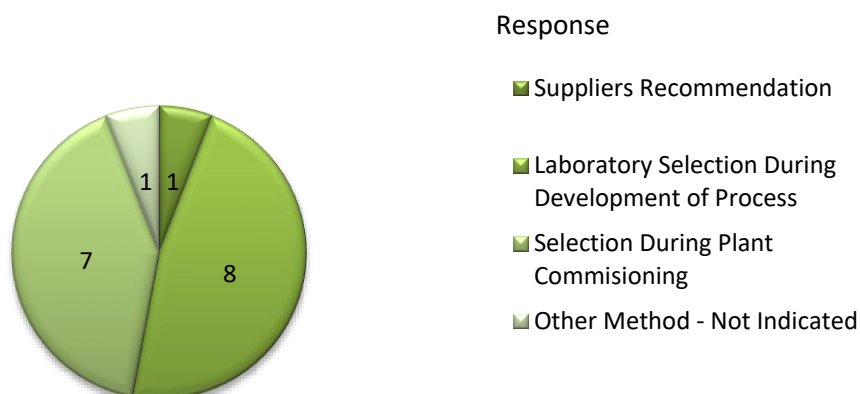 Response
Suppliers Recommendation
Laboratory Selection During
Development of Process
Selection During Plant
Commisioning
Other Method - Not Indicated
1 1
7
8